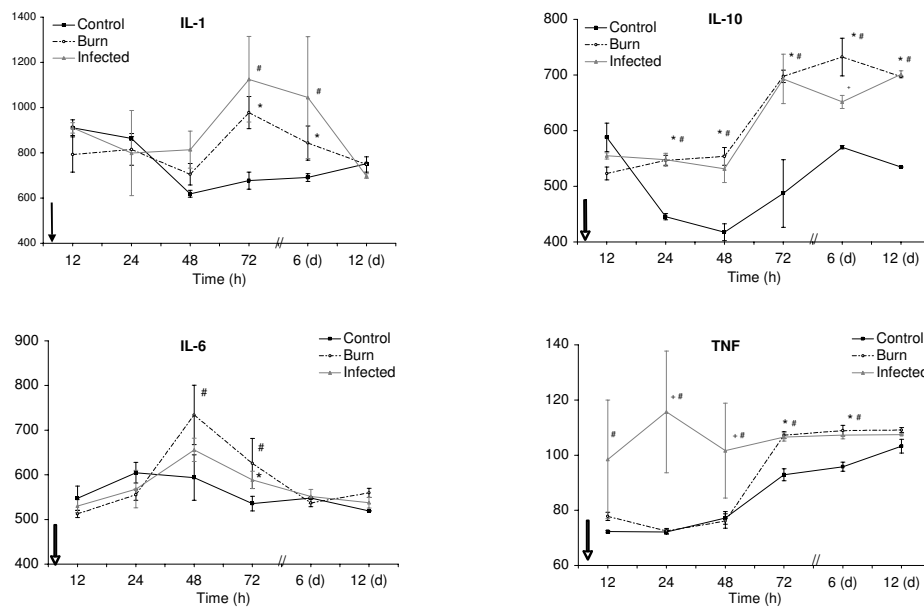 IL-1
Control
Burn
Infected
1400
1200
1000
800
600
400
#
*
#
*
12 24 48 72 // 6 (d) 12 (d)
Time (h)
IL-10
Control
Burn
Infected
800
700
600
500
400
* #
* #
* #
* #
+
* #
12 24 48 72 // 6 (d) 12 (d)
Time (h)
IL-6
Control
Burn
Infected
900
800
700
600
500
400
#
#
*
12 24 48 72 // 6 (d) 12 (d)
Time (h)
TNF
Control
Burn
Infected
140
120
100
80
60
#
+ #
+ #
* #
* #
12 24 48 72 // 6 (d) 12 (d)
Time (h)